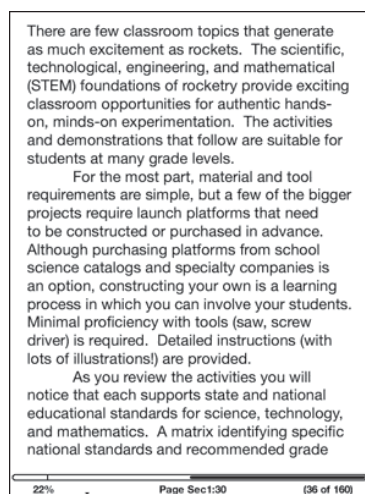 There are few classroom topics that generate
as much excitement as rockets.  The scientific,
technological, engineering, and mathematical
(STEM) foundations of rocketry provide exciting
classroom opportunities for authentic hands-
on, minds-on experimentation.  The activities
and demonstrations that follow are suitable for
students at many grade levels.
For the most part, material and tool
requirements are simple, but a few of the bigger
projects require launch platforms that need
to be constructed or purchased in advance.
Although purchasing platforms from school
science catalogs and specialty companies is
an option, constructing your own is a learning
process in which you can involve your students.
Minimal proficiency with tools (saw, screw
driver) is required.  Detailed instructions (with
lots of illustrations!) are provided.
As you review the activities you will
notice that each supports state and national
educational standards for science, technology,
and mathematics.  A matrix identifying specific
national standards and recommended grade
22% Page Sec1:30 (36 of 160)